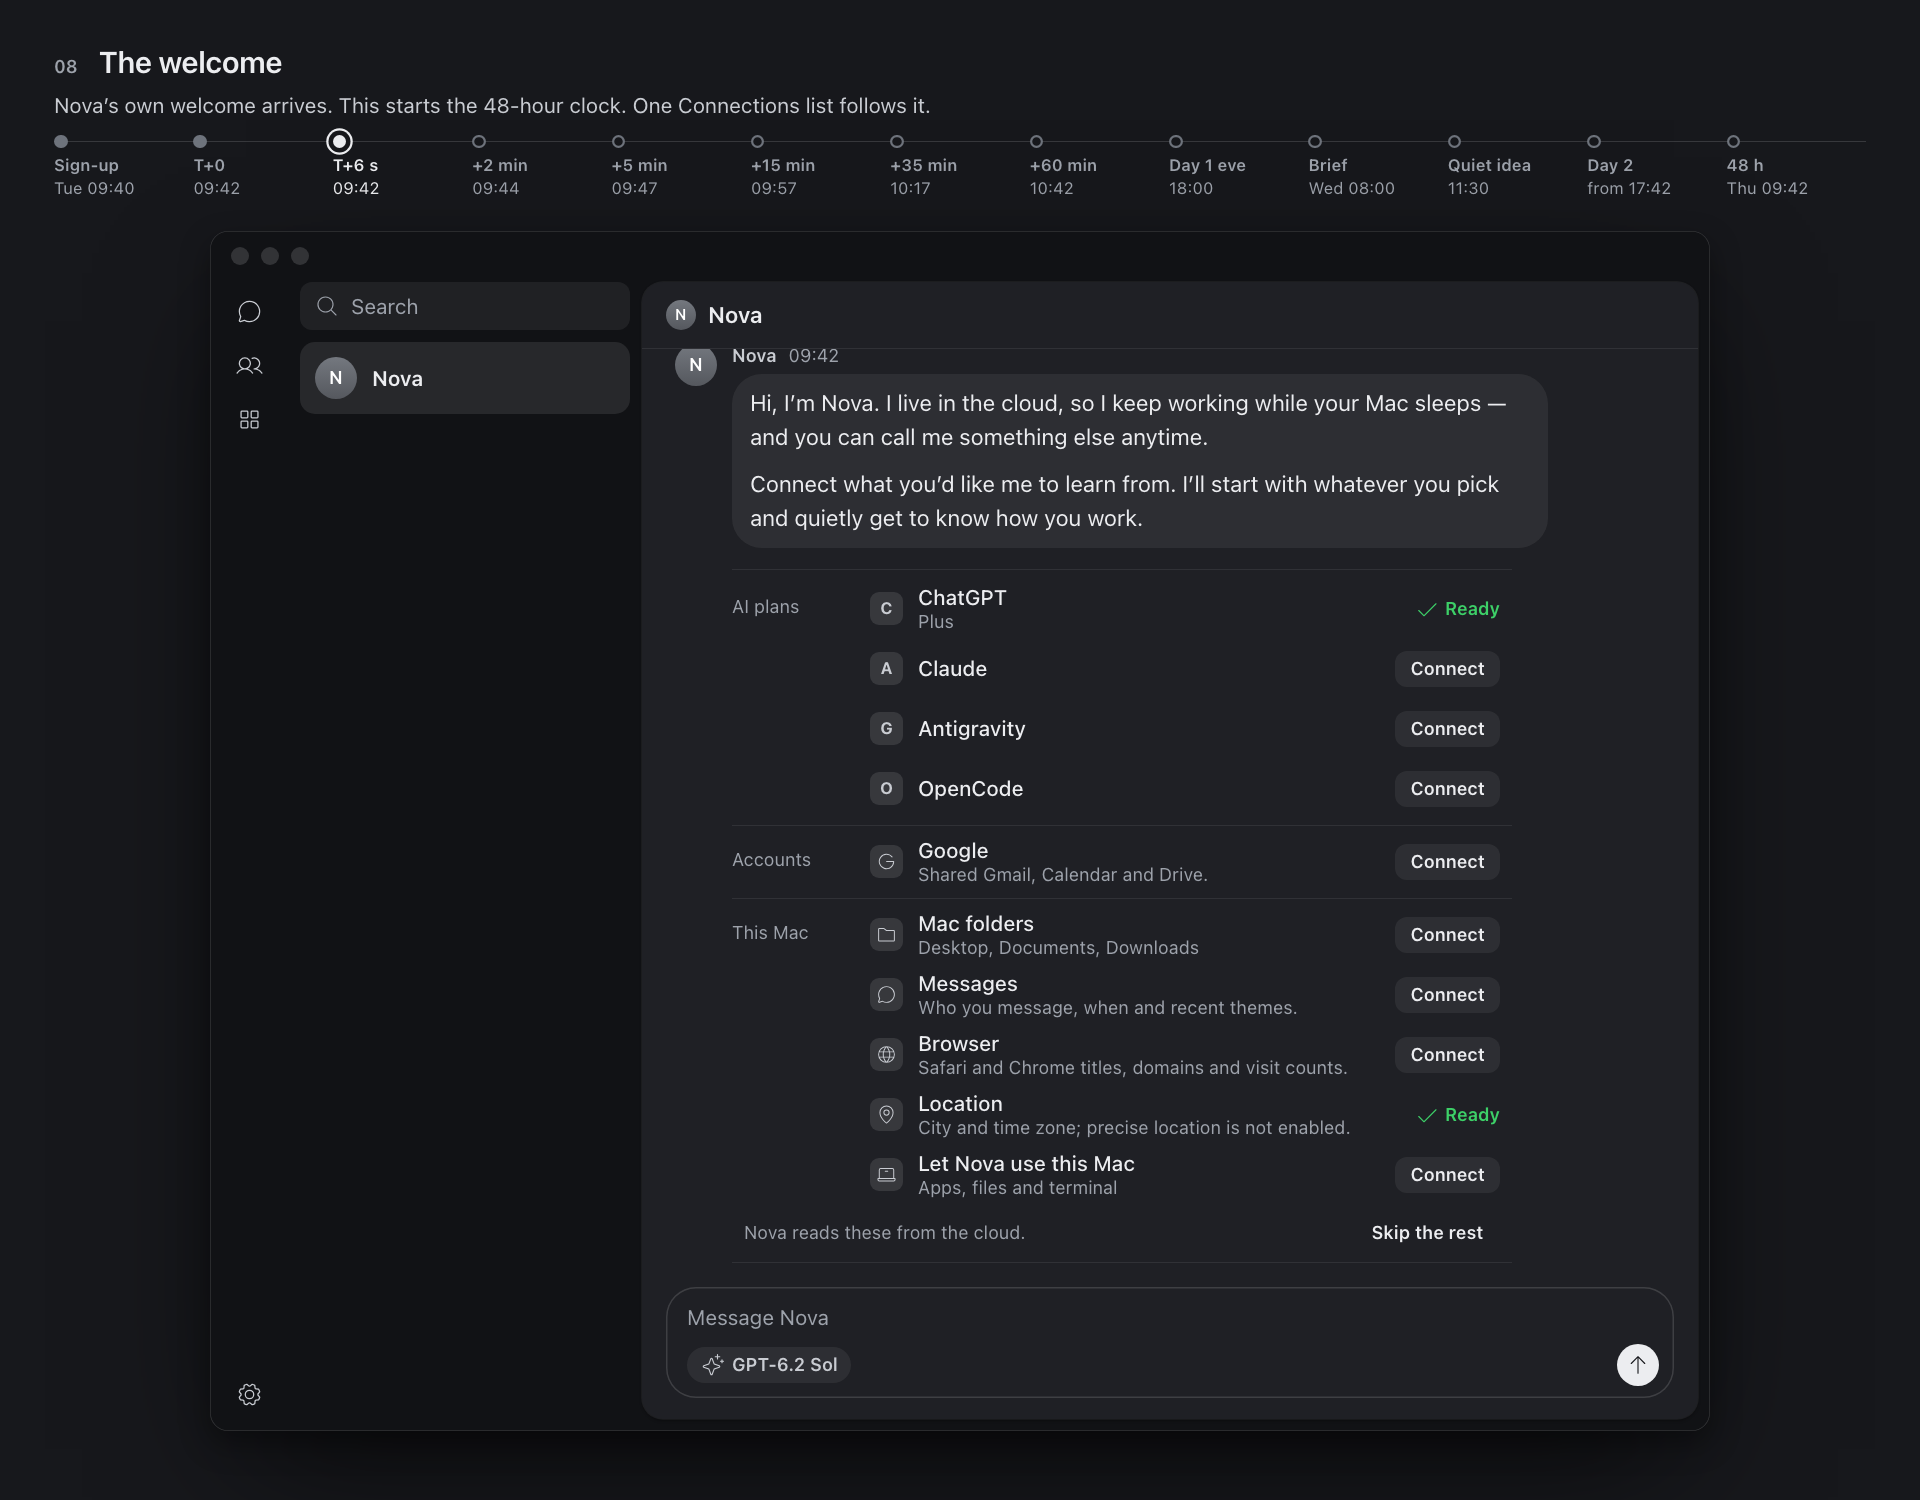 08 The welcome
Nova’s own welcome arrives. This starts the 48-hour clock. One Connections list follows it.
Sign-up T+0 T+6 s +2 min +5 min +15 min +35 min +60 min Day 1 eve Brief Quiet idea Day 2 48 h
Tue 09:40 09:42 09:42 09:44 09:47 09:57 10:17 10:42 18:00 Wed 08:00 11:30 from 17:42 Thu 09:42
Search
N Nova
N Nova
N Nova 09:42
Hi, I’m Nova. I live in the cloud, so I keep working while your Mac sleeps —
and you can call me something else anytime.
Connect what you’d like me to learn from. I’ll start with whatever you pick
and quietly get to know how you work.
AI plans
C ChatGPT
Plus
Ready
A Claude Connect
G Antigravity Connect
O OpenCode Connect
Accounts
Google
Shared Gmail, Calendar and Drive.
Connect
This Mac
Mac folders
Desktop, Documents, Downloads
Connect
Messages
Who you message, when and recent themes.
Connect
Browser
Safari and Chrome titles, domains and visit counts.
Connect
Location
City and time zone; precise location is not enabled.
Ready
Let Nova use this Mac
Apps, files and terminal
Connect
Nova reads these from the cloud. Skip the rest
Message Nova
GPT-6.2 Sol